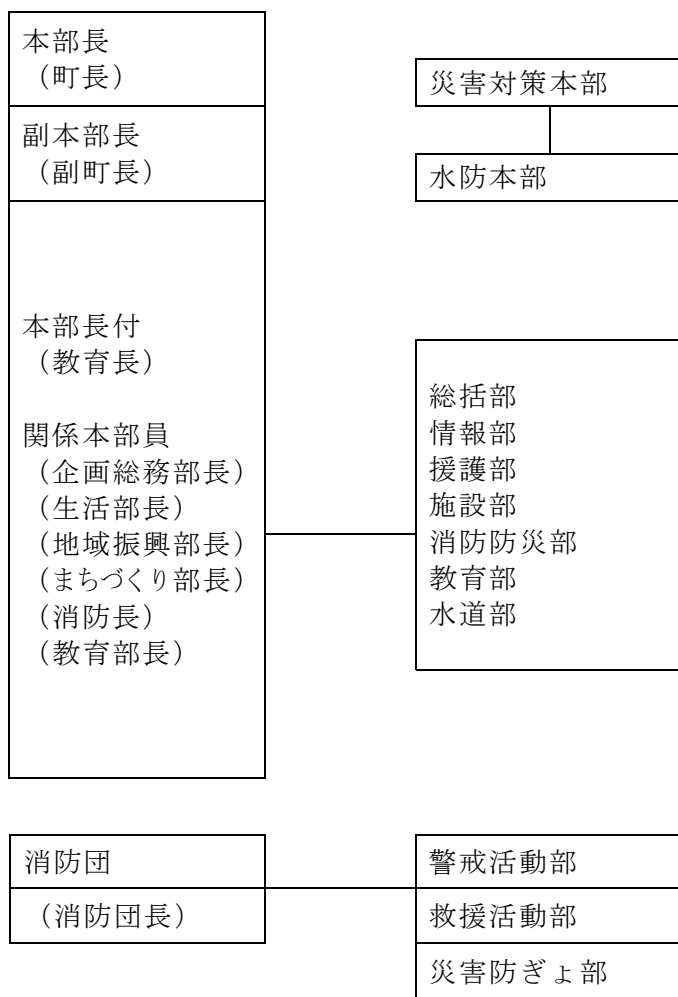 本部長
（町長）
副本部長
（副町長）
本部長付
（教育長）
関係本部員
（企画総務部長）
（生活部長）
（地域振興部長）
（まちづくり部長）
（消防長）
（教育部長）
災害対策本部
水防本部
総括部
情報部
援護部
施設部
消防防災部
教育部
水道部
消防団
（消防団長）
警戒活動部
救援活動部
災害防ぎょ部